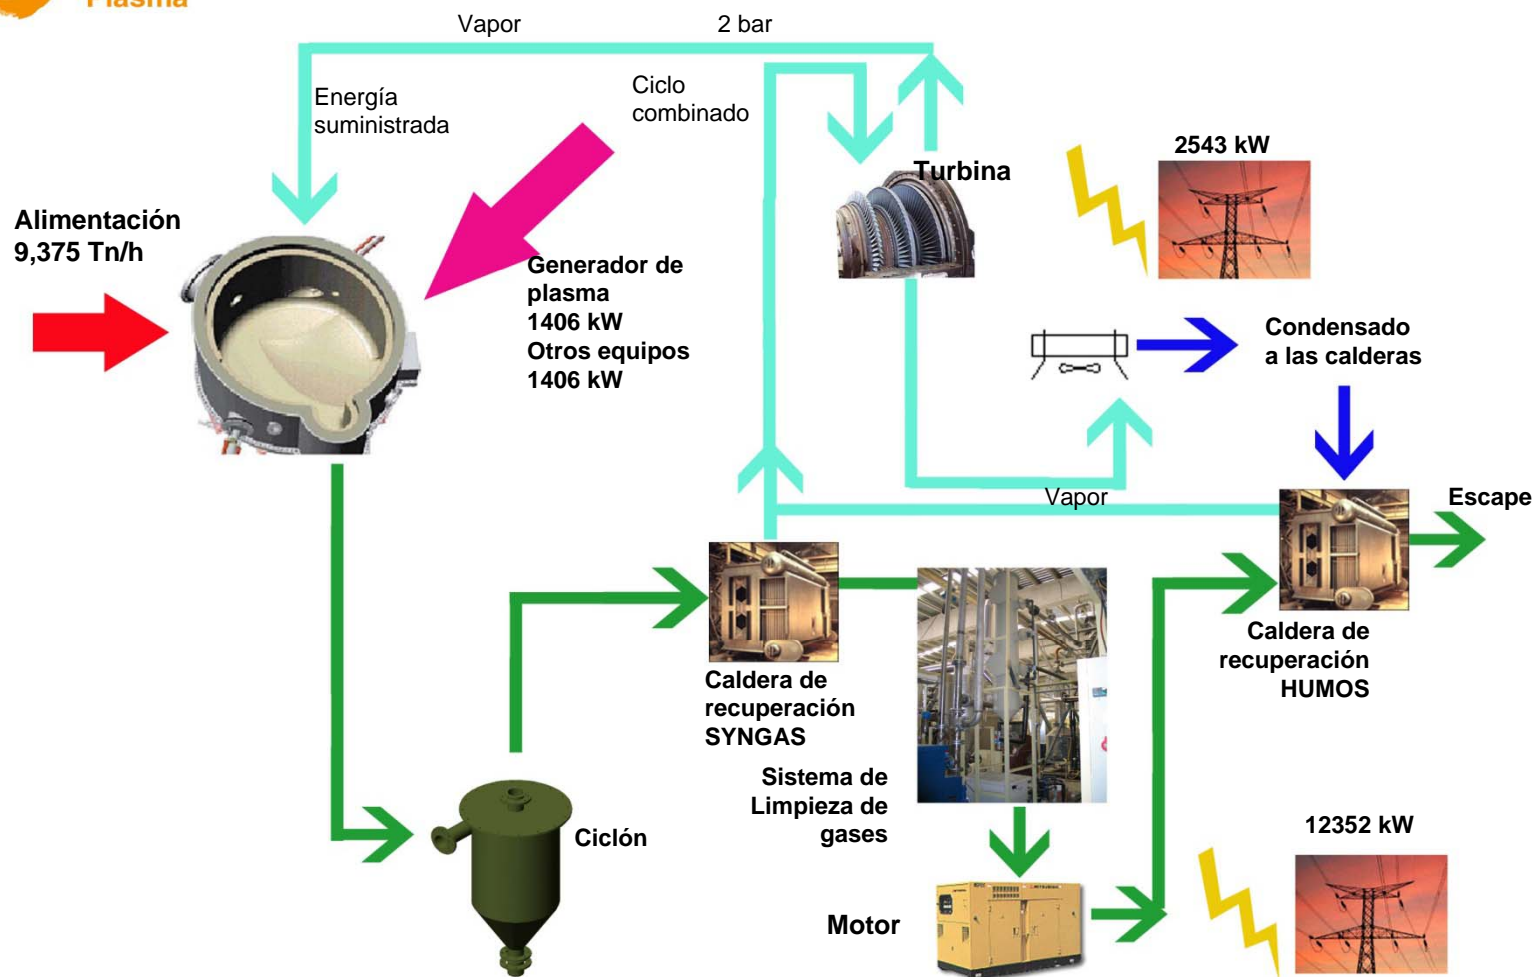 Plasma
Vapor
2 bar
Energía
suministrada
Ciclo
combinado
2543 kW
Turbina
Alimentación
9,375 Tn/h
Generador de
plasma
1406 kW
Otros equipos
1406 kW
Condensado
a las calderas
Vapor
Escape
Caldera de
recuperación
SYNGAS
Caldera de
recuperación
HUMOS
Sistema de
Limpieza de
gases
Ciclón
12352 kW
Motor